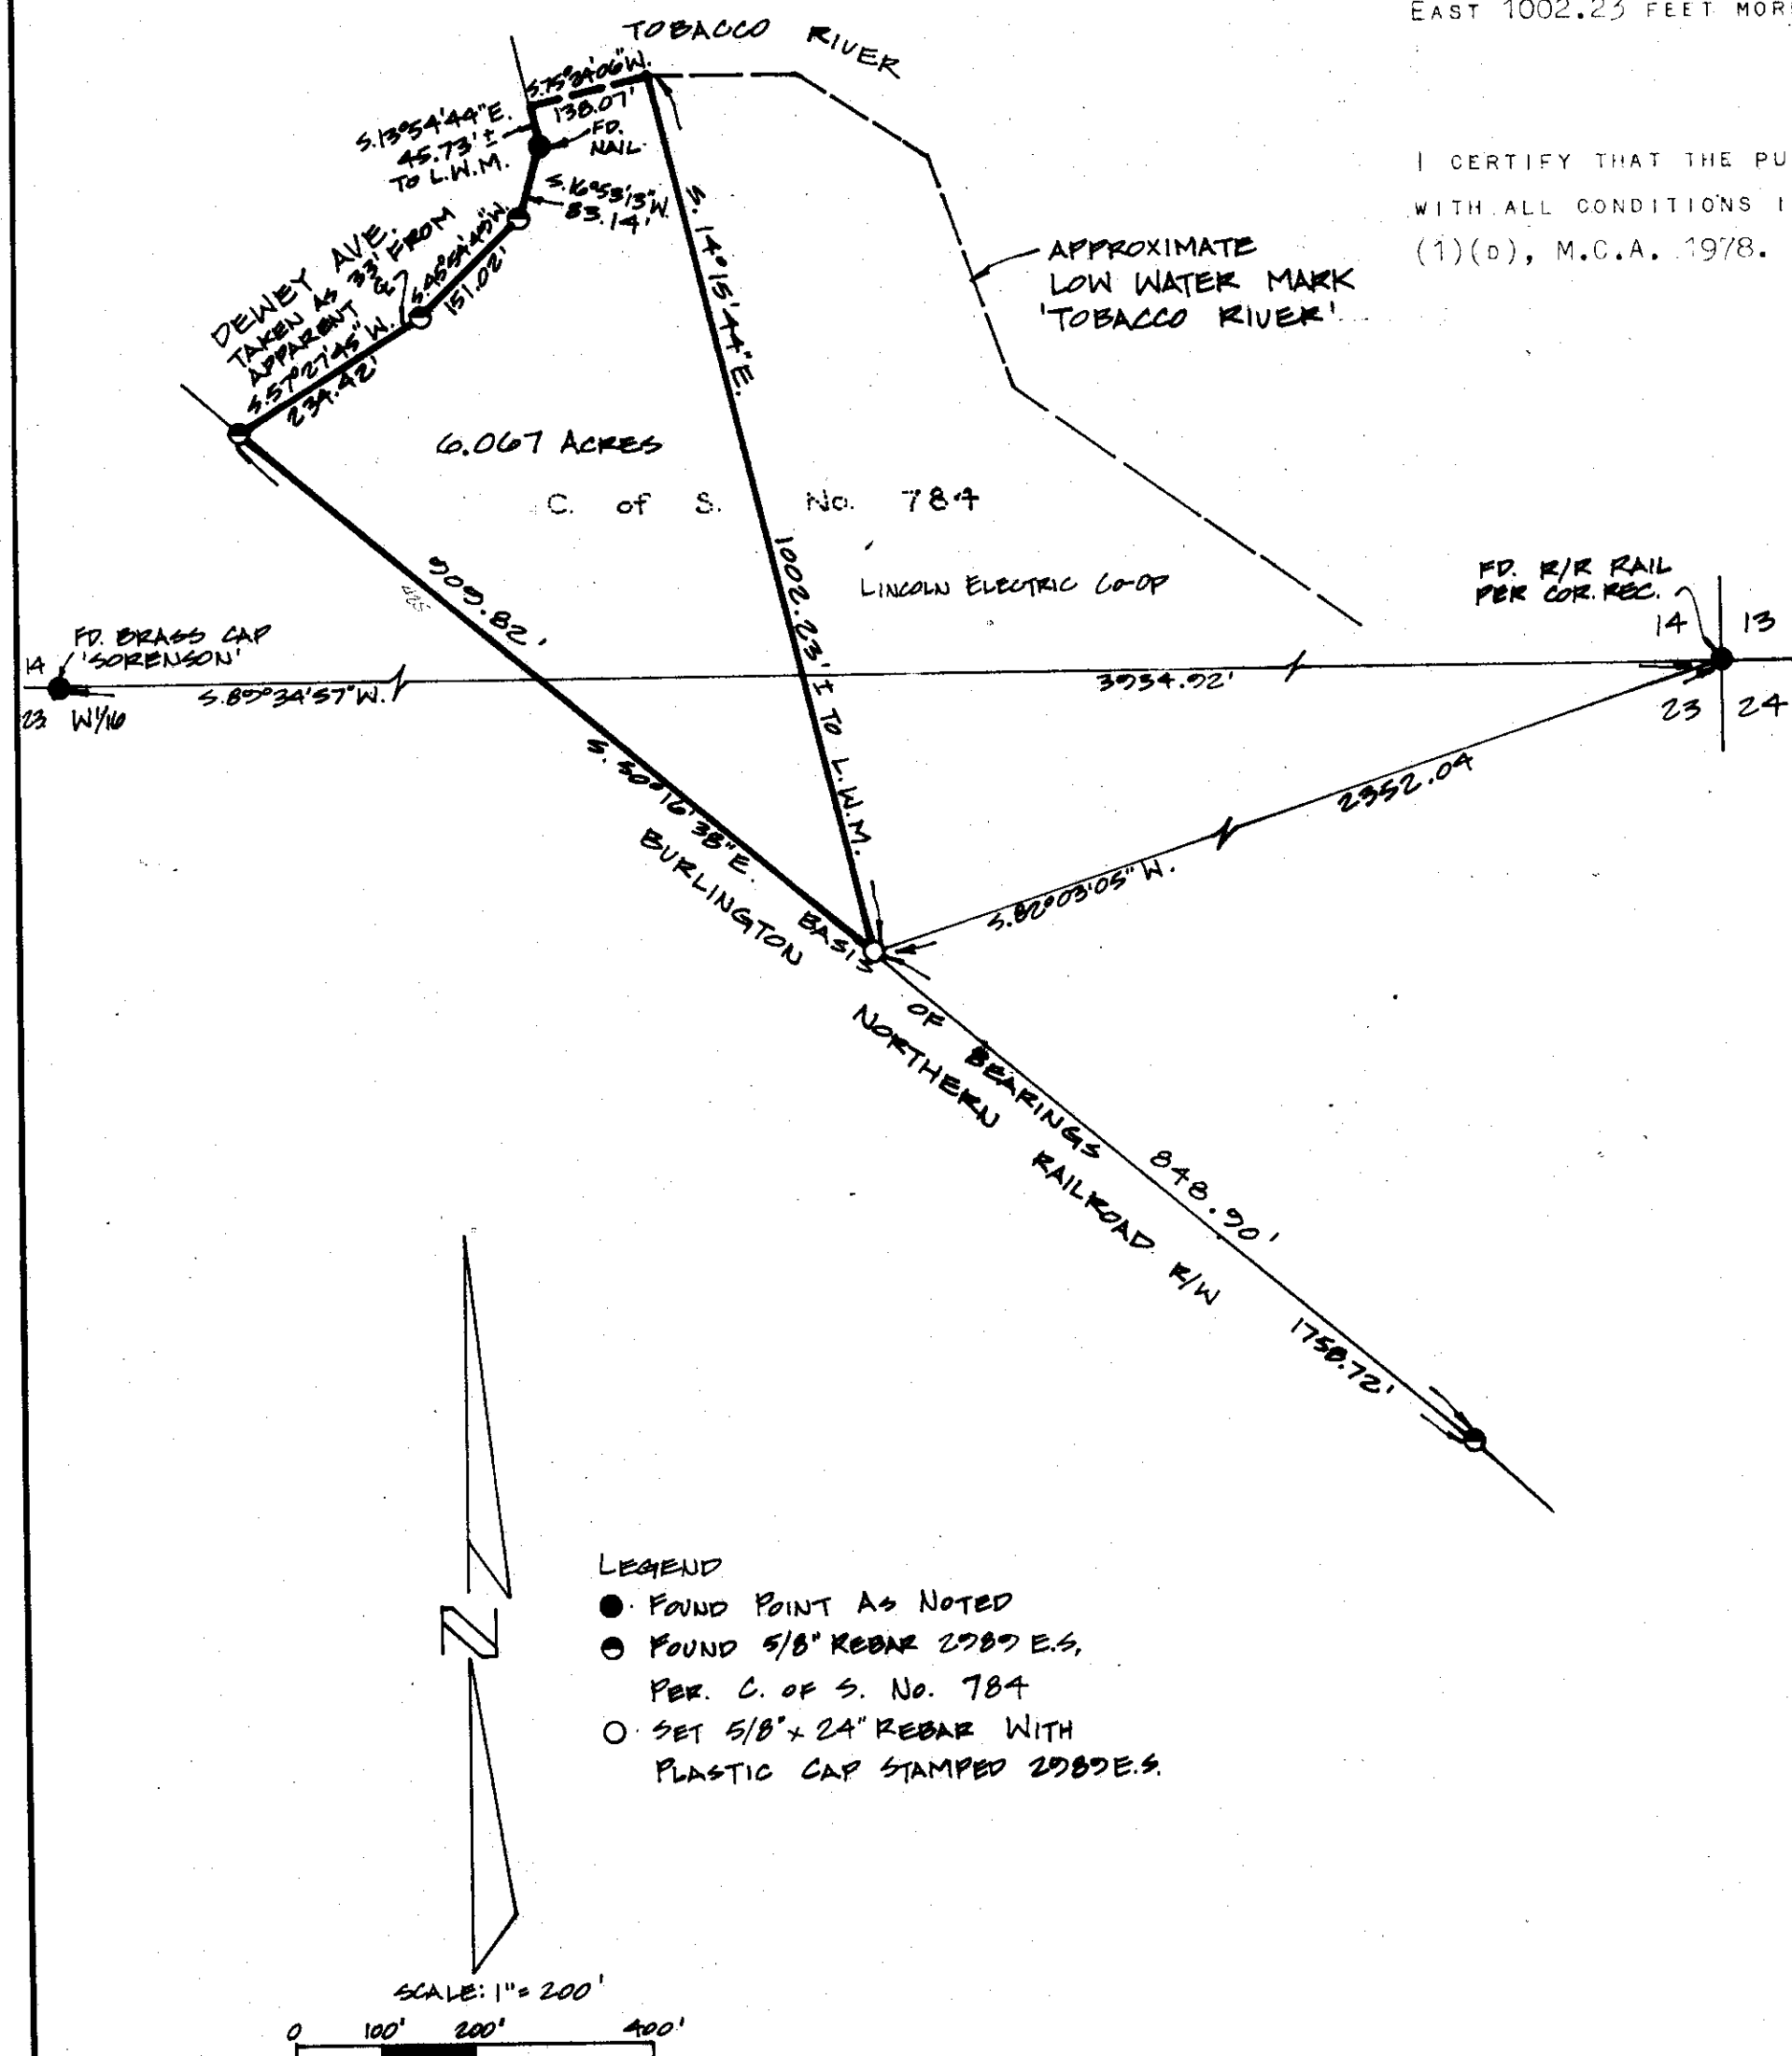 EAST 1002.23 FEET MOR
TOBACCO RIVER
S.75°24'06"W.
138.07'
S.13°54'44"E.
45.73'±
TO L.W.M.
FD.
NAIL
S.16°53'13"W.
83.14'
I CERTIFY THAT THE PU
WITH ALL CONDITIONS I
(1)(D), M.C.A. 1978.
DEWEY AVE.
TAKEN AS 33' FROM
APPARENT ℄
151.02'
S.57°27'45"W.
234.42'
S. 14°15'44"E.
1002.23' ± TO L.W.M.
APPROXIMATE
LOW WATER MARK
'TOBACCO RIVER'
6.067 ACRES
C. of S. No. 784
LINCOLN ELECTRIC CO-OP
909.82'
S. 50°16'38"E.
FD. BRASS CAP
'SORENSON'
14
23 W1/16
S.89°34'57"W.
3934.92'
FD. R/R RAIL
PER COR. REC.
14 13
23 24
2352.04
S.82°03'05"W.
BASIS OF BEARINGS
BURLINGTON NORTHERN RAILROAD R/W
848.90'
1758.72'
LEGEND
FOUND POINT AS NOTED
FOUND 5/8" REBAR 2989 E.S,
PER. C. OF S. No. 784
SET 5/8" x 24" REBAR WITH
PLASTIC CAP STAMPED 2989E.S.
N
SCALE: 1" = 200'
0 100' 200' 400'